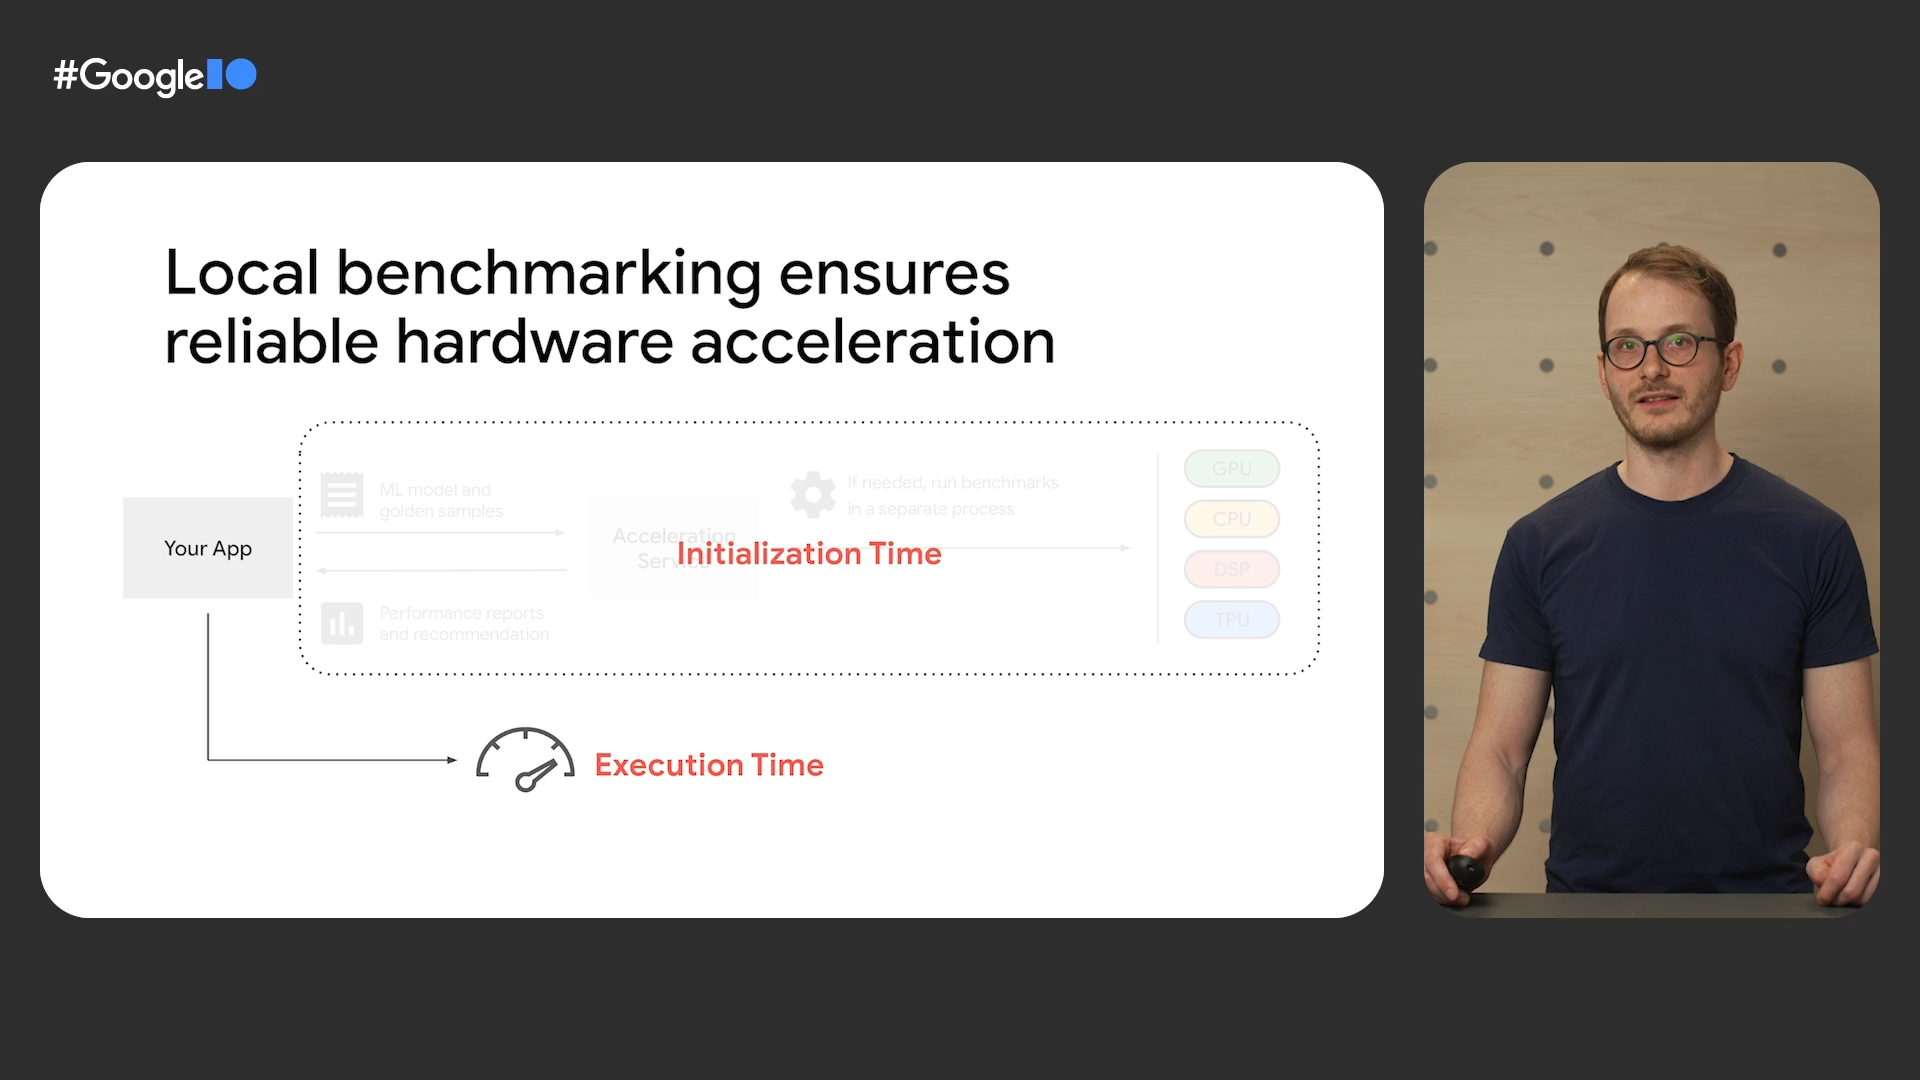 #GoogleIO
Local benchmarking ensures
reliable hardware acceleration
Your App
ML model and
golden samples
Performance reports
and recommendation
Acceleration
Service
Initialization Time
If needed, run benchmarks
in a separate process
GPU
CPU
DSP
TPU
Execution Time